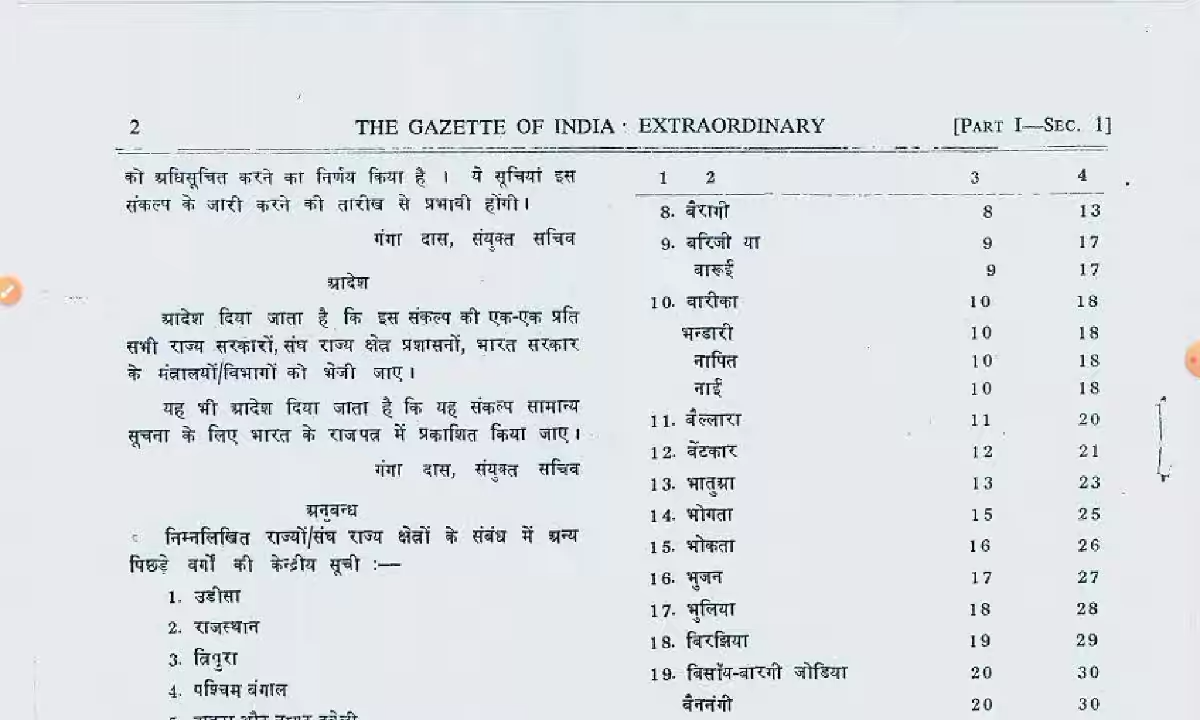 2 THE GAZETTE OF INDIA : EXTRAORDINARY [PART I—SEC. 1]
को अधिसूचित करने का निर्णय किया है । ये सूचियां इस
संकल्प के जारी करने की तारीख से प्रभावी होंगी।
गंगा दास, संयुक्त सचिव
आदेश
आदेश दिया जाता है कि इस संकल्प की एक-एक प्रति
सभी राज्य सरकारों, संघ राज्य क्षेत्र प्रशासनों, भारत सरकार
के मंत्रालयों/विभागों को भेजी जाए।
यह भी आदेश दिया जाता है कि यह संकल्प सामान्य
सूचना के लिए भारत के राजपत्र में प्रकाशित किया जाए।
गंगा दास, संयुक्त सचिव
अनुबन्ध
निम्नलिखित राज्यों/संघ राज्य क्षेत्रों के संबंध में अन्य
पिछड़े वर्गों की केन्द्रीय सूची :—
1. उडीसा
2. राजस्थान
3. त्रिपुरा
4. पश्चिम बंगाल
1 2 3 4
8. बैरागी 8 13
9. बरिजी या 9 17
बारूई 9 17
10. बारीका 10 18
भन्डारी 10 18
नापित 10 18
नाई 10 18
11. बैल्लारा 11 20
12. बेंटकार 12 21
13. भातुआ 13 23
14. भोगता 15 25
15. भोकता 16 26
16. भुजन 17 27
17. भुलिया 18 28
18. बिरझिया 19 29
19. बिसॉय-बारगी जोडिया 20 30
बैननंगी 20 30